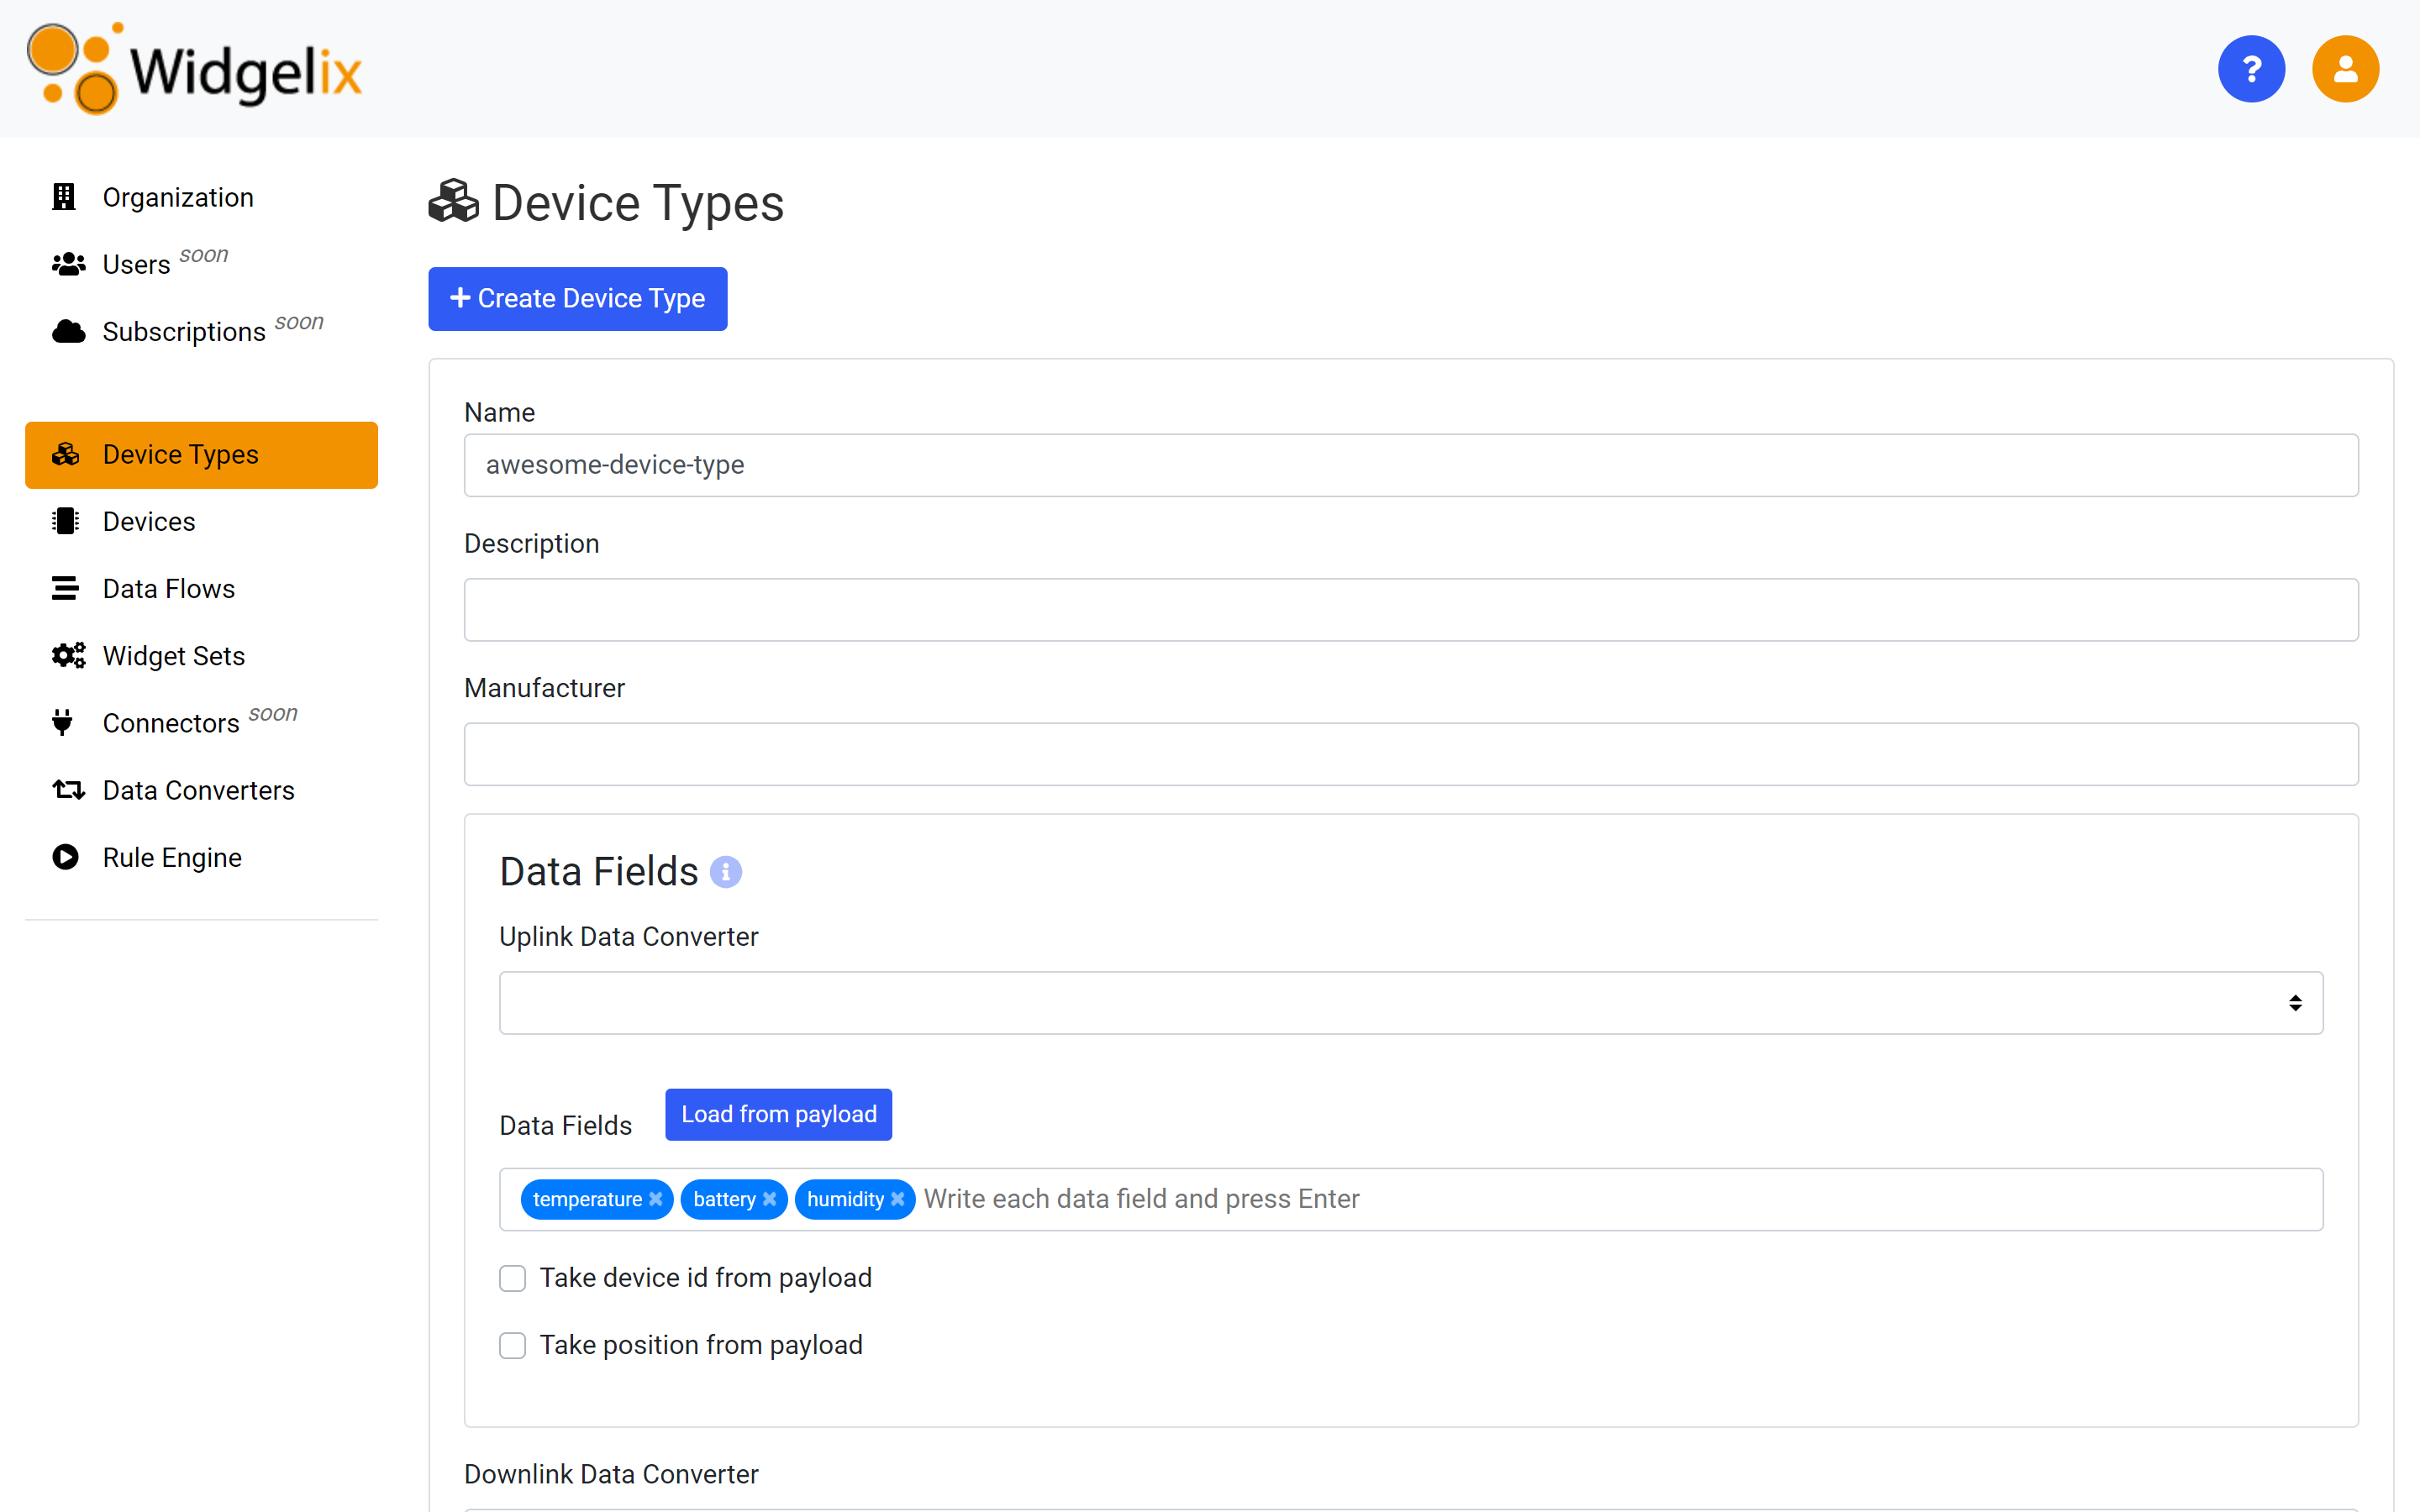 Widgelix
?
Organization
Users soon
Subscriptions soon
Device Types
Devices
Data Flows
Widget Sets
Connectors soon
Data Converters
Rule Engine
Device Types
+ Create Device Type
Name
awesome-device-type
Description
Manufacturer
Data Fields i
Uplink Data Converter
Data Fields Load from payload
temperature × battery × humidity × Write each data field and press Enter
Take device id from payload
Take position from payload
Downlink Data Converter